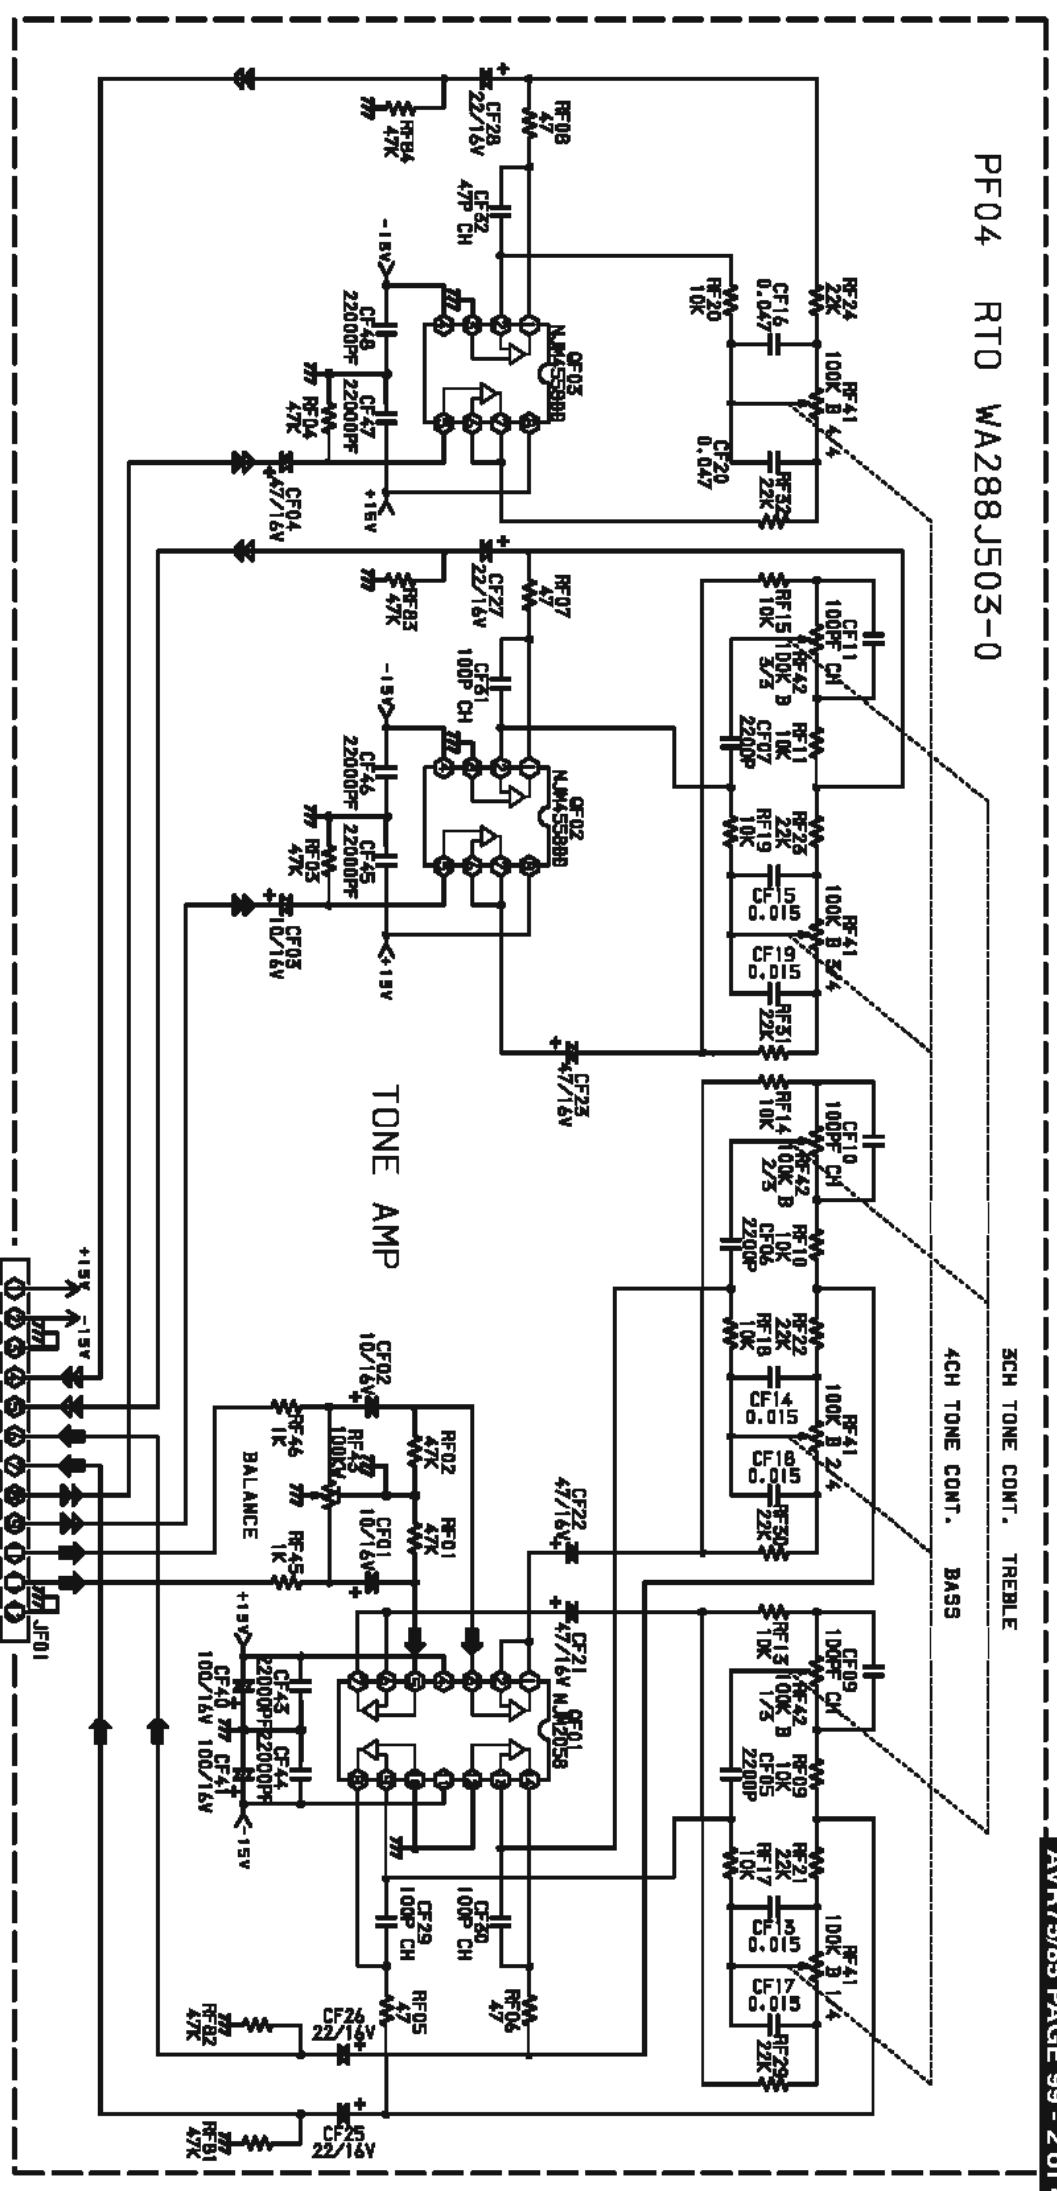 PF04 RTO WA288J503-0
3CH TONE CONT. TREBLE
4CH TONE CONT. BASS
TONE AMP
BALANCE
RF24
22K
CF16
0.047
RF20
10K
RF41
100K B 4/4
CF20
0.047
RF32
22K
RF08
47
CF28
22/16V
CF32
47P CH
RF84
47K
-15V
CF48
22000PF
CF47
22000PF
RF04
47K
+15V
CF04
47/16V
QF03
NJM4558DD
CF11
100PF CH
RF15
10K
RF42
100K B
3/3
RF11
10K
CF07
2200P
RF23
22K
RF19
10K
CF15
0.015
RF41
100K B 3/4
CF19
0.015
RF31
22K
RF07
47
CF27
22/16V
CF31
100P CH
RF83
47K
-15V
CF46
22000PF
CF45
22000PF
RF03
47K
+15V
CF03
10/16V
QF02
NJM4558DD
CF23
47/16V
CF10
100PF CH
RF14
10K
RF42
100K B
2/3
RF10
10K
CF06
2200P
RF22
22K
RF18
10K
CF14
0.015
RF41
100K B 2/4
CF18
0.015
RF30
22K
CF22
47/16V
CF02
10/16V
RF02
47K
RF01
47K
CF01
10/16V
RF43
RF46
1K
RF45
1K
CF21
47/16V
QF01
NJM2058
CF09
100PF CH
RF13
10K
RF42
100K B
1/3
RF09
10K
CF05
2200P
RF21
22K
RF17
10K
CF13
0.015
RF41
100K B 1/4
CF17
0.015
RF29
22K
+15V
CF43
22000PF
CF44
22000PF
CF40
100/16V
CF41
100/16V
-15V
CF29
100P CH
CF30
100P CH
RF05
47
RF06
47
CF26
22/16V
RF82
47K
CF25
22/16V
RF81
47K
+15V
-15V
JF01